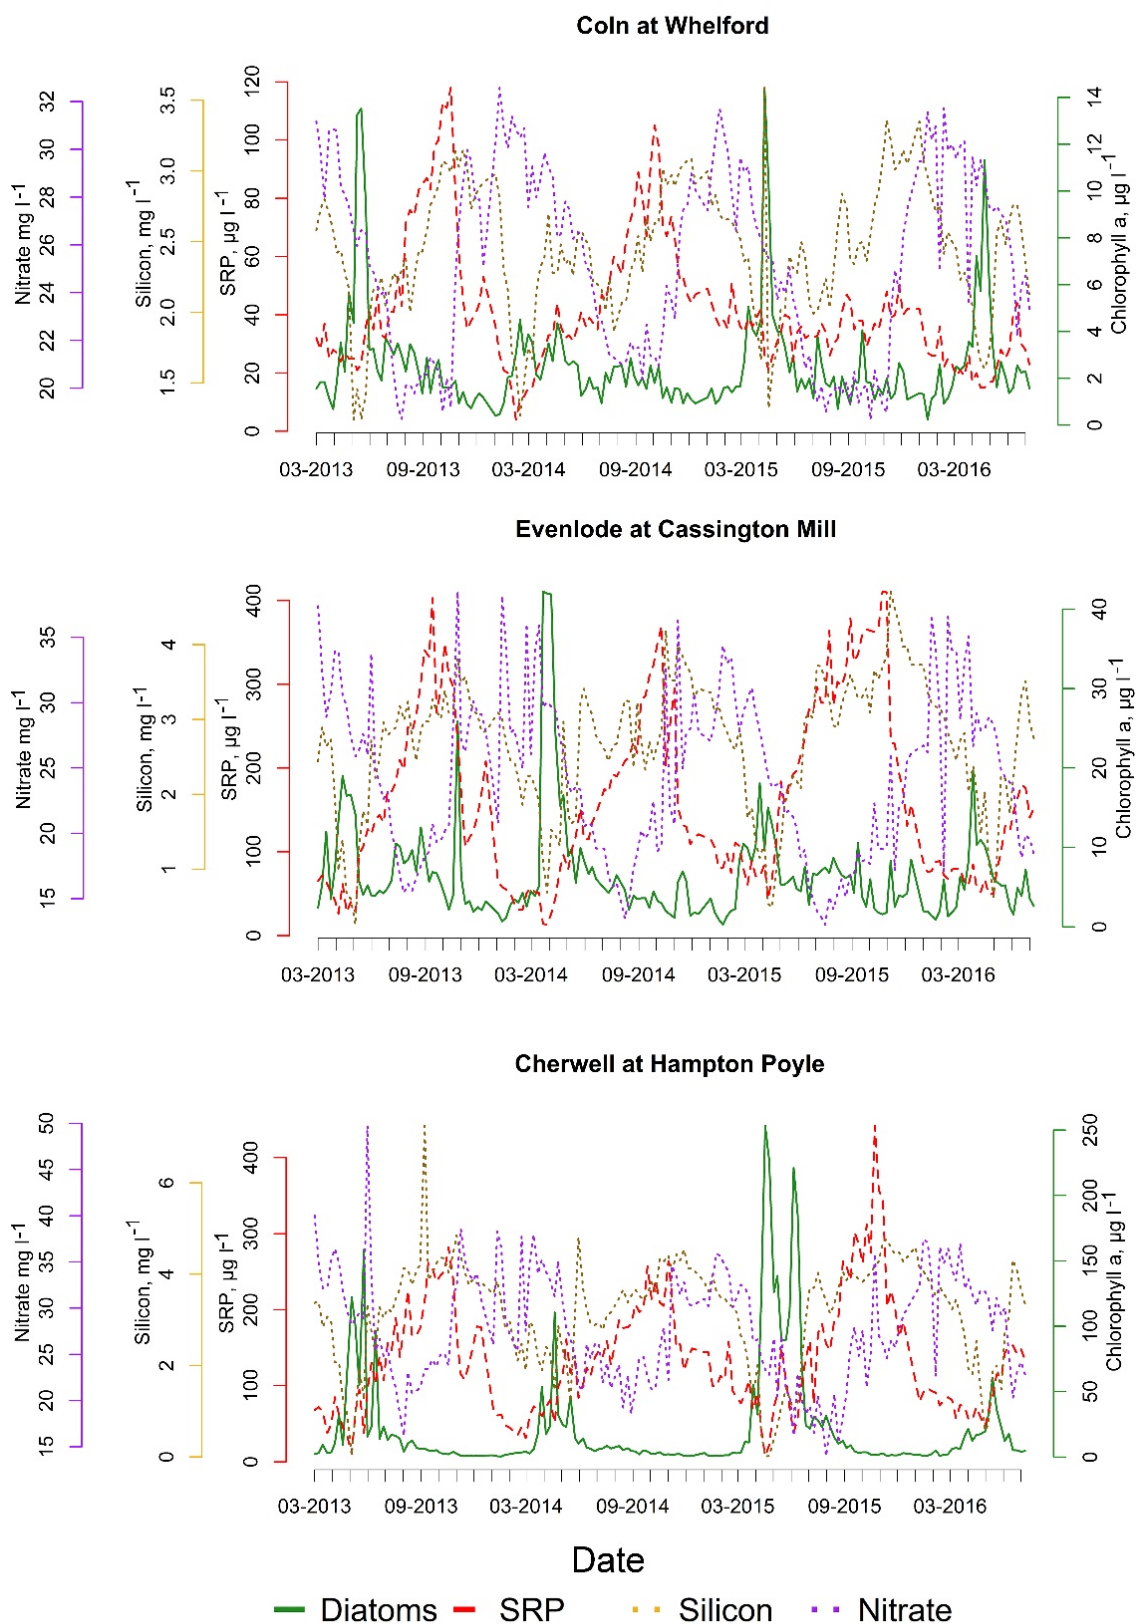 Coln at Whelford
Nitrate mg l-1
20 22 24 26 28 30 32
Silicon, mg l-1
1.5 2.0 2.5 3.0 3.5
SRP, µg l-1
0 20 40 60 80 100 120
Chlorophyll a, µg l-1
0 2 4 6 8 10 12 14
03-2013 09-2013 03-2014 09-2014 03-2015 09-2015 03-2016
Evenlode at Cassington Mill
Nitrate mg l-1
15 20 25 30 35
Silicon, mg l-1
1 2 3 4
SRP, µg l-1
0 100 200 300 400
Chlorophyll a, µg l-1
0 10 20 30 40
03-2013 09-2013 03-2014 09-2014 03-2015 09-2015 03-2016
Cherwell at Hampton Poyle
Nitrate mg l-1
15 20 25 30 35 40 45 50
Silicon, mg l-1
0 2 4 6
SRP, µg l-1
0 100 200 300 400
Chlorophyll a, µg l-1
0 50 100 150 200 250
03-2013 09-2013 03-2014 09-2014 03-2015 09-2015 03-2016
Date
Diatoms SRP Silicon Nitrate